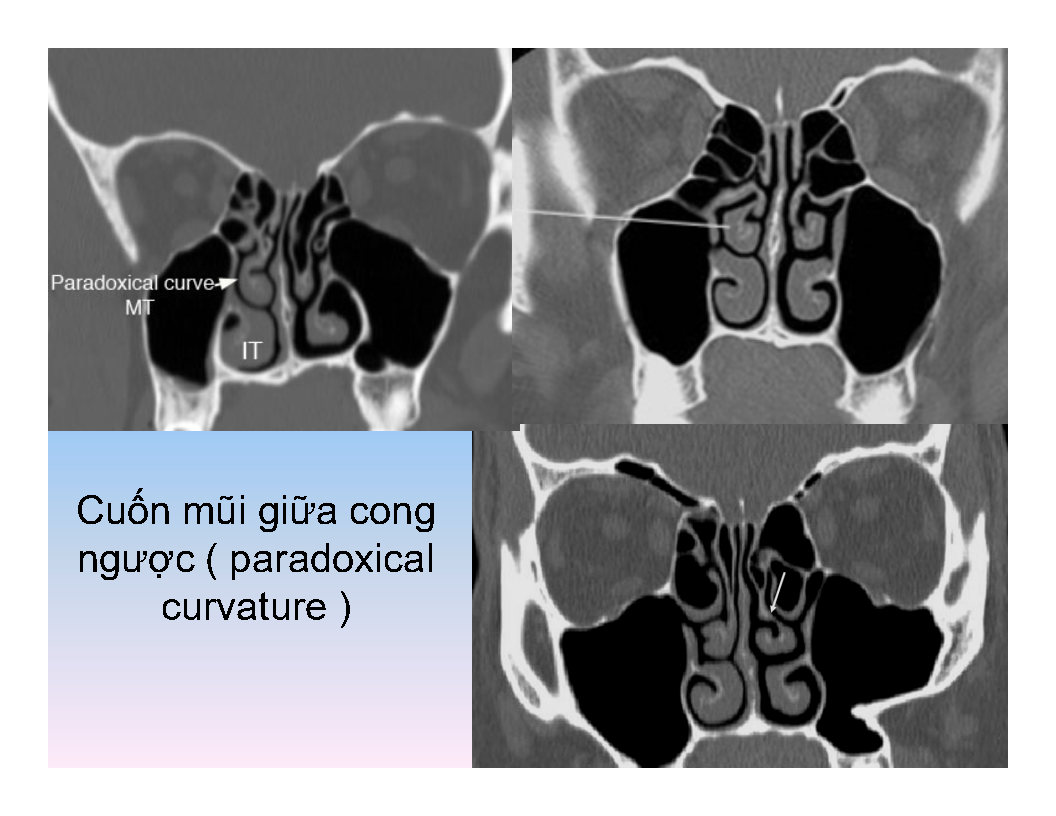 Paradoxical curve
MT
IT
Cuốn mũi giữa cong
ngược ( paradoxical
curvature )